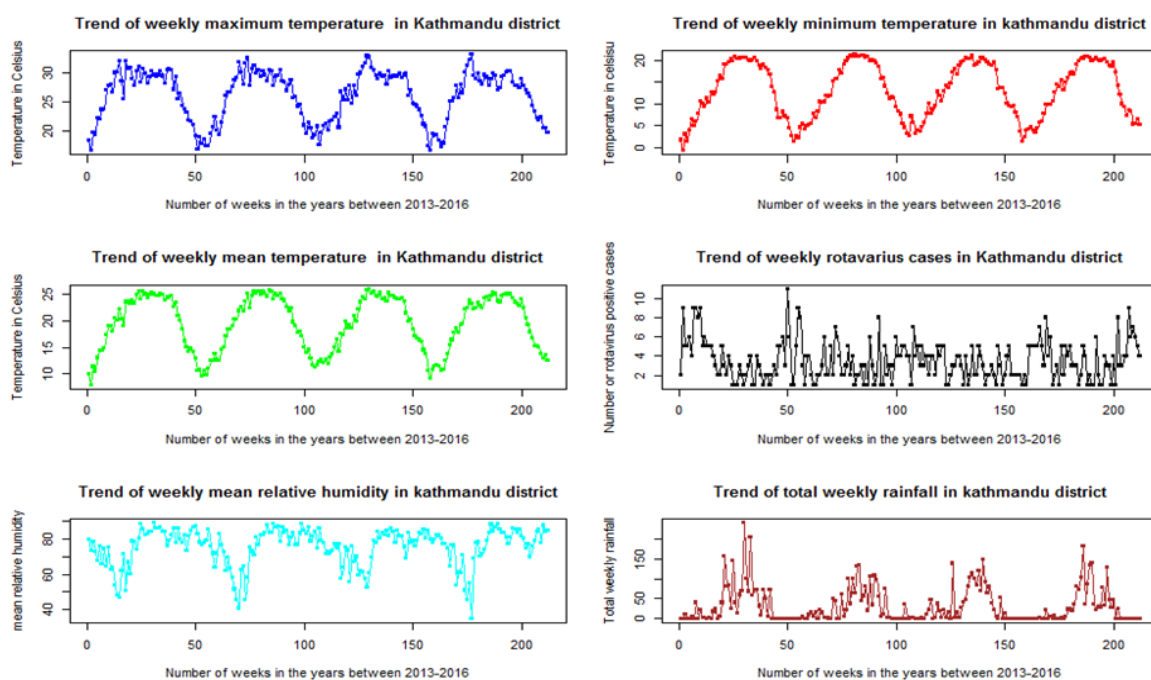 Trend of weekly maximum temperature in Kathmandu district
Temperature in Celsius
30
25
20
0 50 100 150 200
Number of weeks in the years between 2013-2016
Trend of weekly minimum temperature in kathmandu district
Temperature in celsisu
20
15
10
5
0
0 50 100 150 200
Number of weeks in the years between 2013-2016
Trend of weekly mean temperature in Kathmandu district
Temperature in Celsius
25
20
15
10
0 50 100 150 200
Number of weeks in the years between 2013-2016
Trend of weekly rotavarius cases in Kathmandu district
Number or rotavirus positive cases
10
8
6
4
2
0 50 100 150 200
Number of weeks in the years between 2013-2016
Trend of weekly mean relative humidity in kathmandu district
mean relative humidity
80
60
40
0 50 100 150 200
Number of weeks in the years between 2013-2016
Trend of total weekly rainfall in kathmandu district
Total weekly rainfall
150
50
0
0 50 100 150 200
Number of weeks in the years between 2013-2016